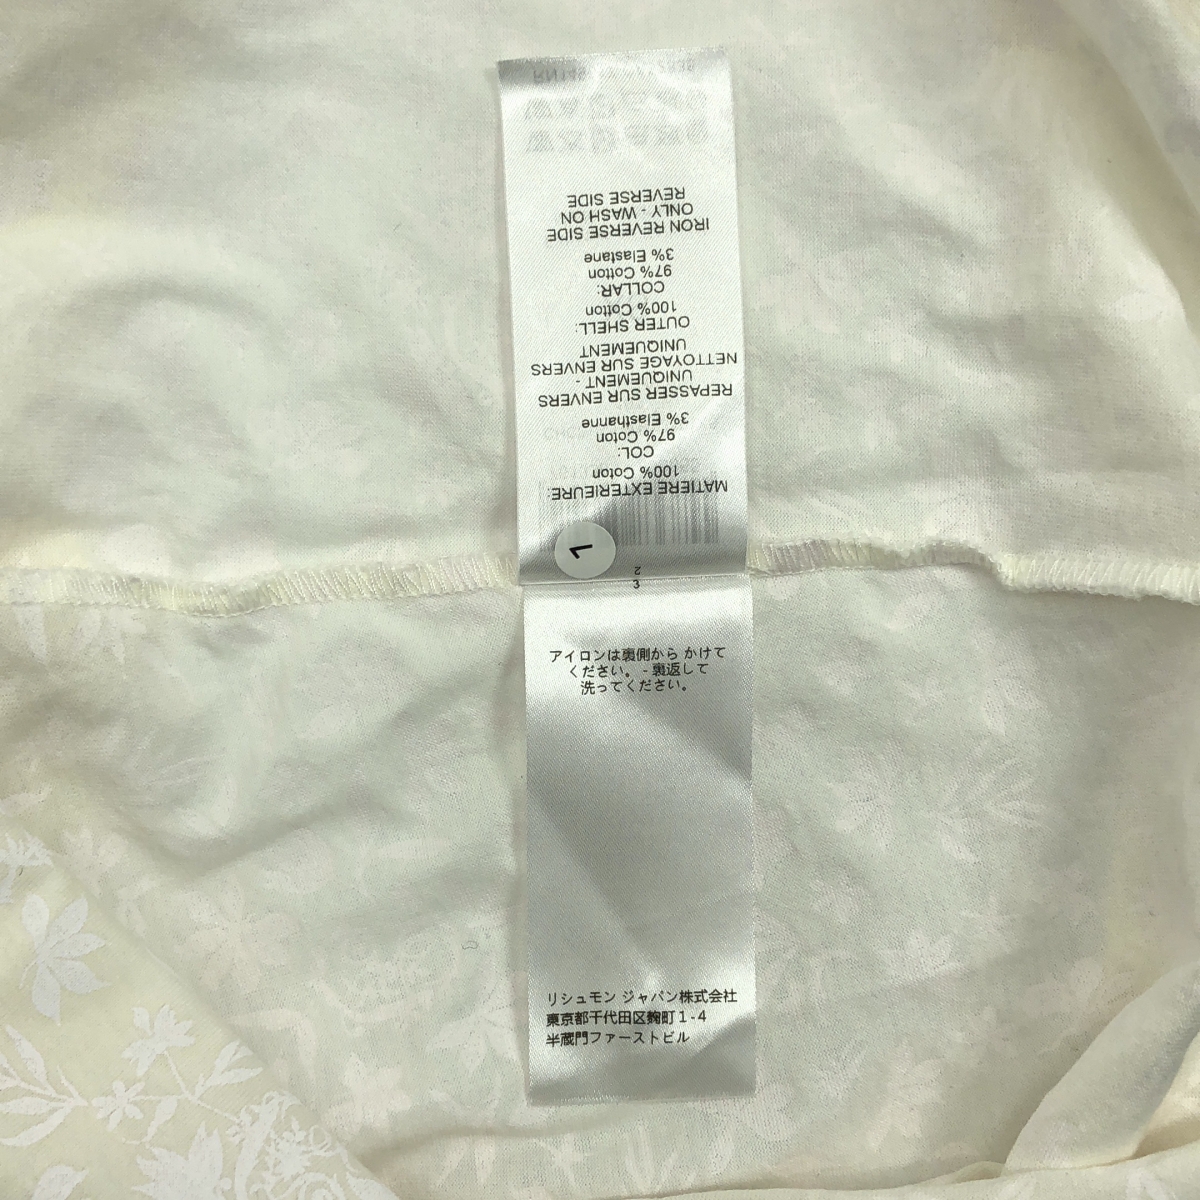 MATIERE EXTERIEURE:
100% Coton
COL:
97% Coton
3% Elasthanne
REPASSER SUR ENVERS
UNIQUEMENT -
NETTOYAGE SUR ENVERS
UNIQUEMENT
OUTER SHELL:
100% Cotton
COLLAR:
97% Cotton
3% Elastane
IRON REVERSE SIDE
ONLY - WASH ON
REVERSE SIDE
2
3
アイロンは裏側から かけて
ください。 - 裏返して
洗ってください。
リシュモン ジャパン株式会社
東京都千代田区麹町1-4
半蔵門ファーストビル